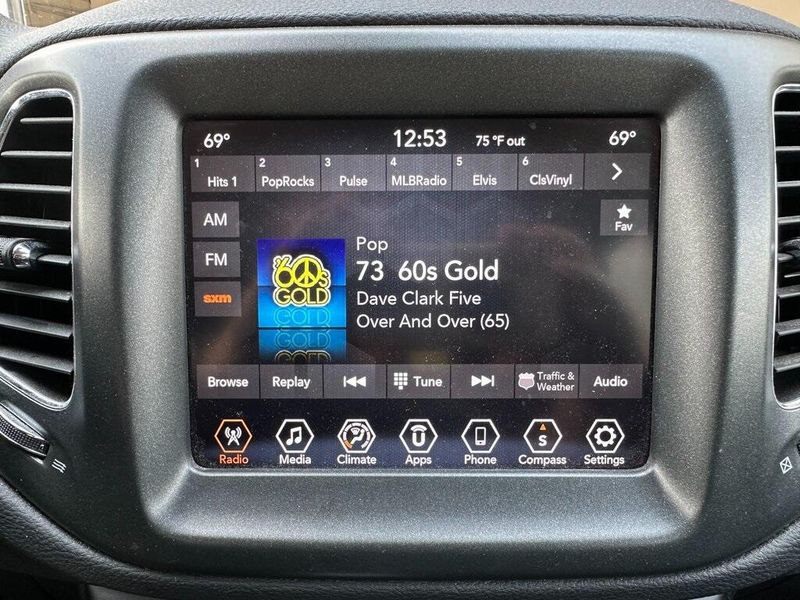 69° 12:53 75 °F out 69°
1 Hits 1 2 PopRocks 3 Pulse 4 MLBRadio 5 Elvis 6 ClsVinyl
AM
FM
sxm
Fav
'60s
GOLD
Pop
73 60s Gold
Dave Clark Five
Over And Over (65)
Browse Replay Tune Traffic & Weather Audio
U S
Radio Media Climate Apps Phone Compass Settings